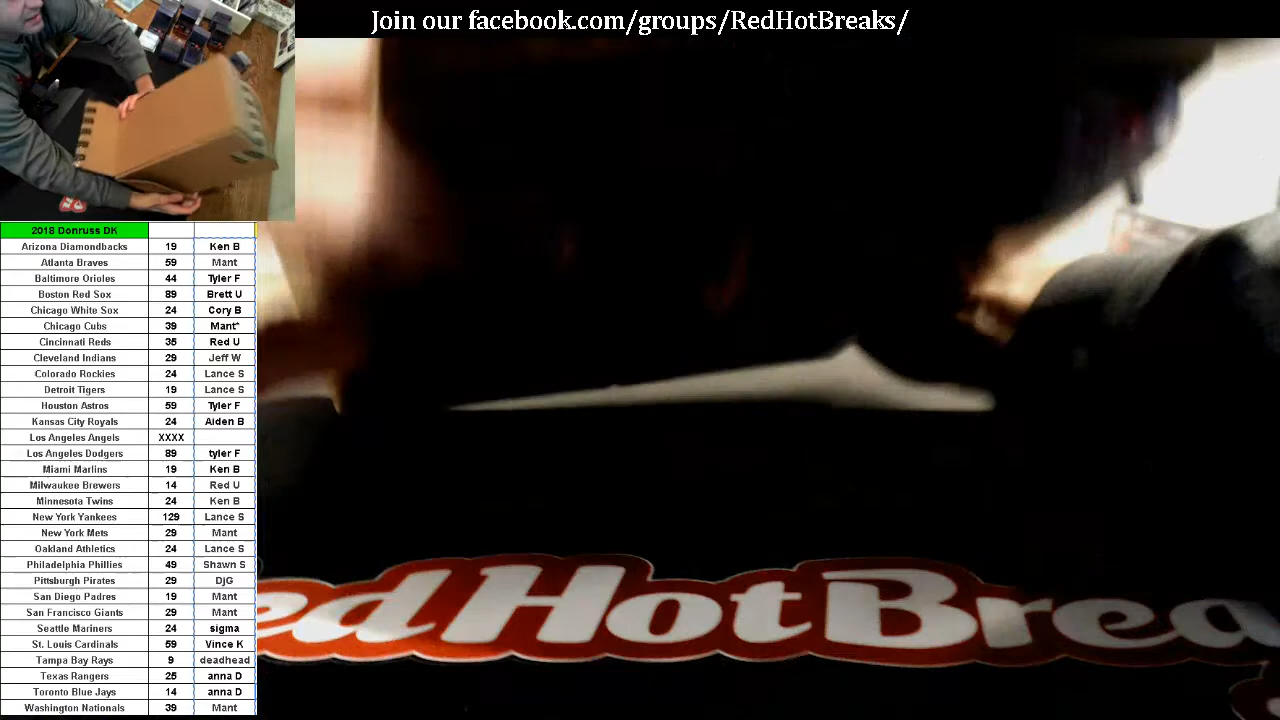 Join our facebook.com/groups/RedHotBreaks/
2018 Donruss DK
Arizona Diamondbacks 19 Ken B
Atlanta Braves 59 Mant
Baltimore Orioles 44 Tyler F
Boston Red Sox 89 Brett U
Chicago White Sox 24 Cory B
Chicago Cubs 39 Mant*
Cincinnati Reds 35 Red U
Cleveland Indians 29 Jeff W
Colorado Rockies 24 Lance S
Detroit Tigers 19 Lance S
Houston Astros 59 Tyler F
Kansas City Royals 24 Aiden B
Los Angeles Angels XXXX
Los Angeles Dodgers 89 tyler F
Miami Marlins 19 Ken B
Milwaukee Brewers 14 Red U
Minnesota Twins 24 Ken B
New York Yankees 129 Lance S
New York Mets 29 Mant
Oakland Athletics 24 Lance S
Philadelphia Phillies 49 Shawn S
Pittsburgh Pirates 29 DjG
San Diego Padres 19 Mant
San Francisco Giants 29 Mant
Seattle Mariners 24 sigma
St. Louis Cardinals 59 Vince K
Tampa Bay Rays 9 deadhead
Texas Rangers 25 anna D
Toronto Blue Jays 14 anna D
Washington Nationals 39 Mant
edHotBrea